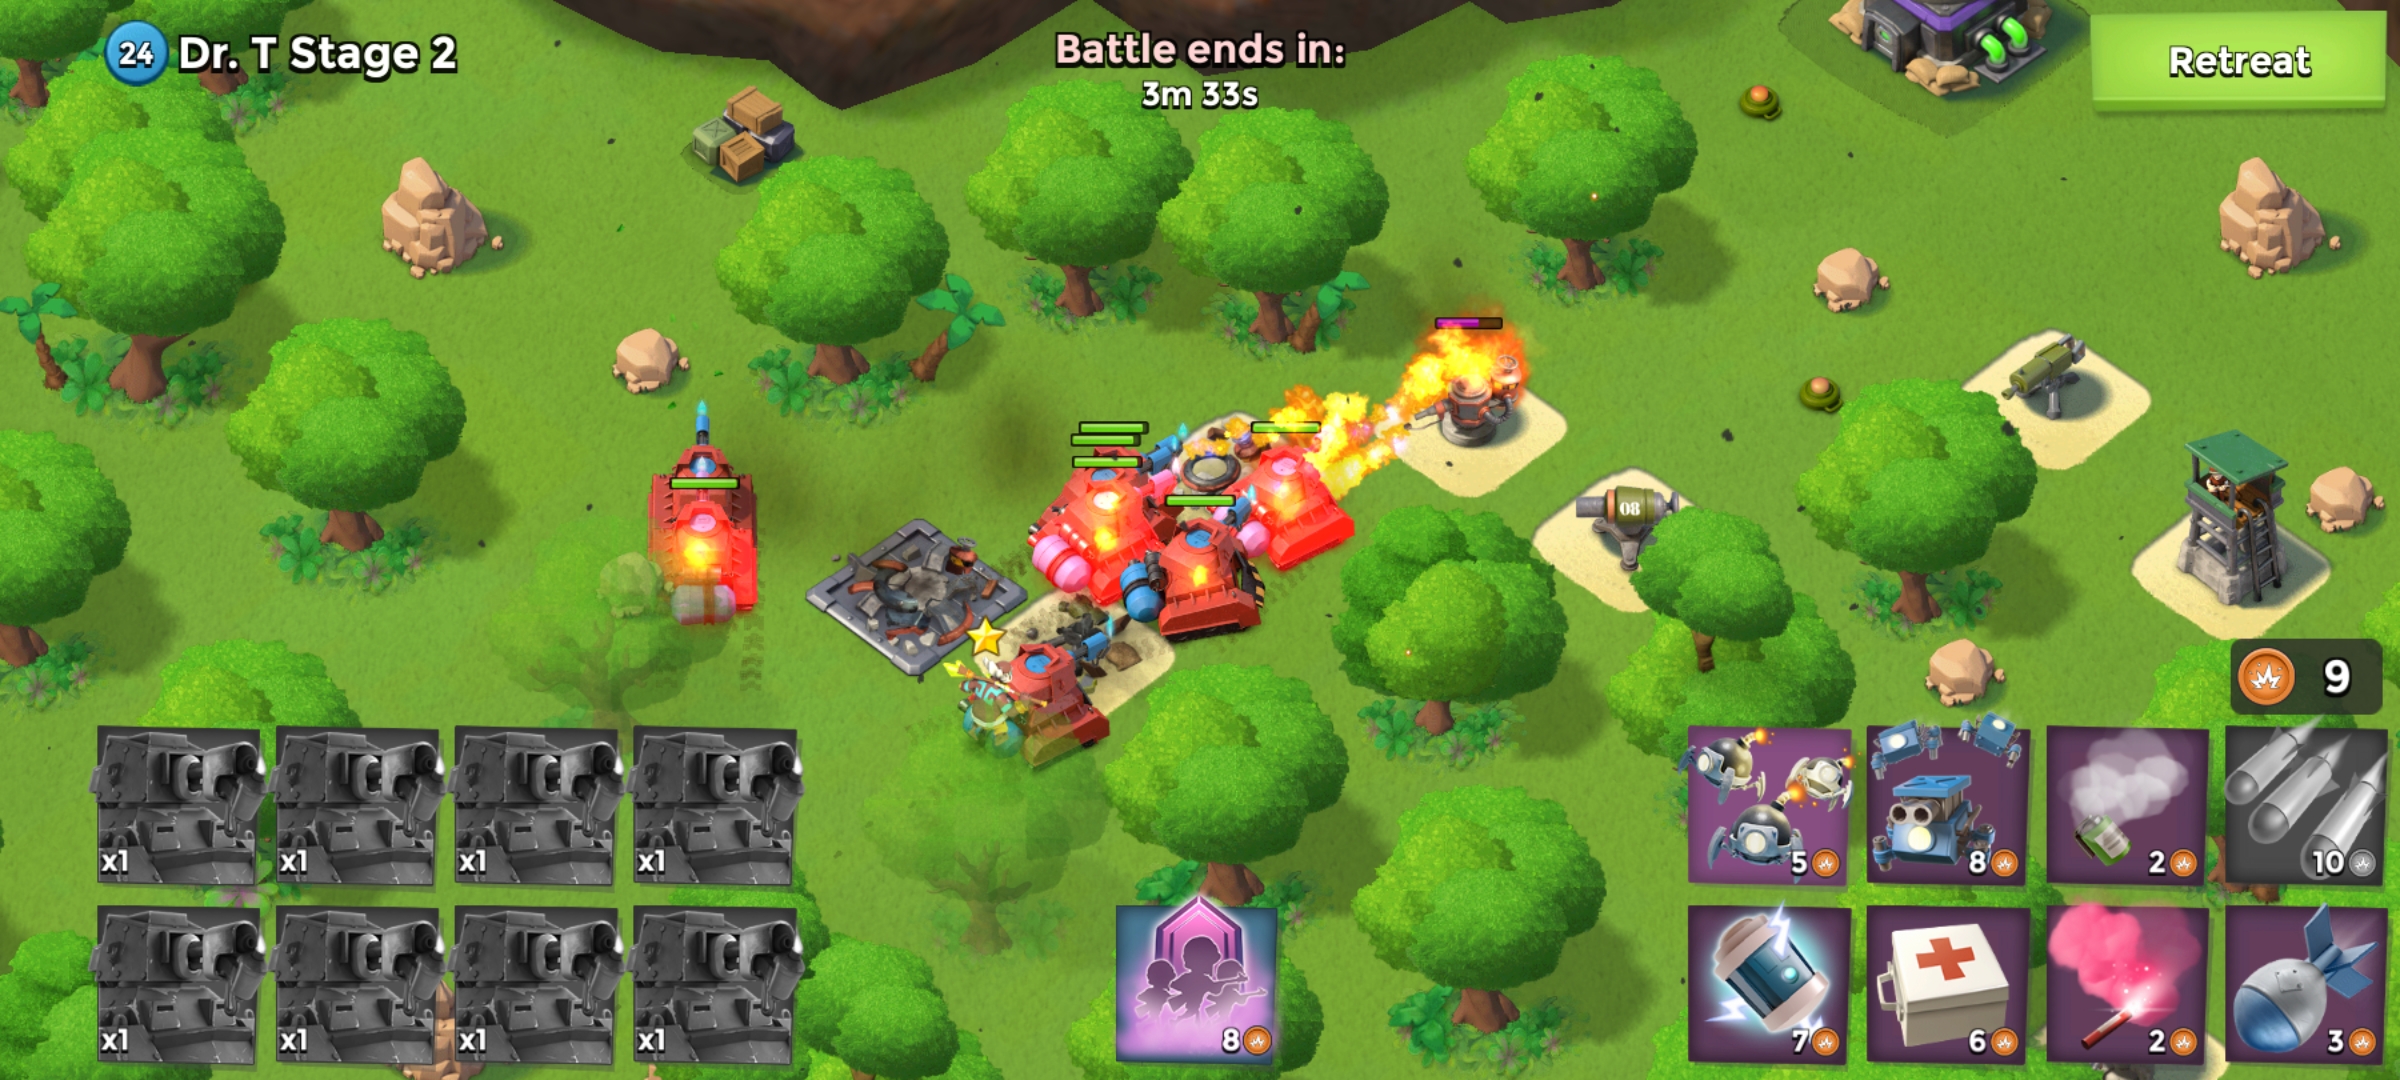 24 Dr. T Stage 2
Battle ends in:
3m 33s
Retreat
08
9
x1 x1 x1 x1
5 8 2 10
x1 x1 x1 x1
8
7 6 2 3